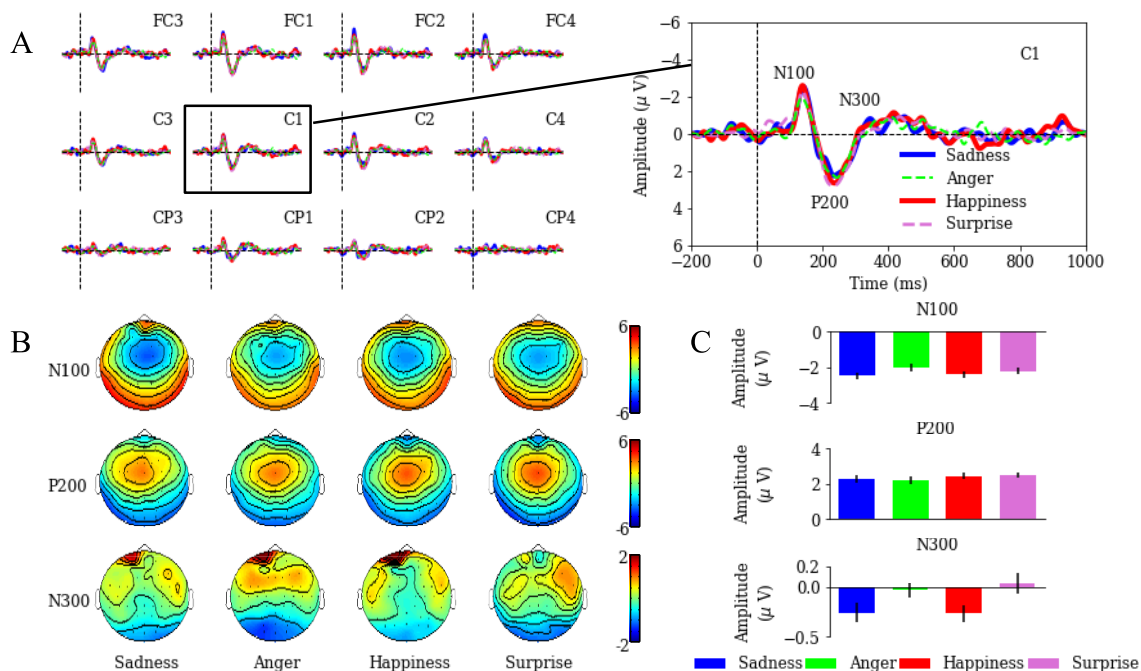 A
FC3 FC1 FC2 FC4
C3 C1 C2 C4
CP3 CP1 CP2 CP4
C1
N100
N300
P200
Amplitude (μ V)
−6
−4
−2
0
2
4
6
−200 0 200 400 600 800 1000
Time (ms)
Sadness
Anger
Happiness
Surprise
B
N100
P200
N300
6
-6
6
-6
2
-2
Sadness Anger Happiness Surprise
C
N100
Amplitude
(μ V)
0
−2
−4
P200
Amplitude
(μ V)
4
2
0
N300
Amplitude
(μ V)
0.2
0.0
−0.5
Sadness Anger Happiness Surprise